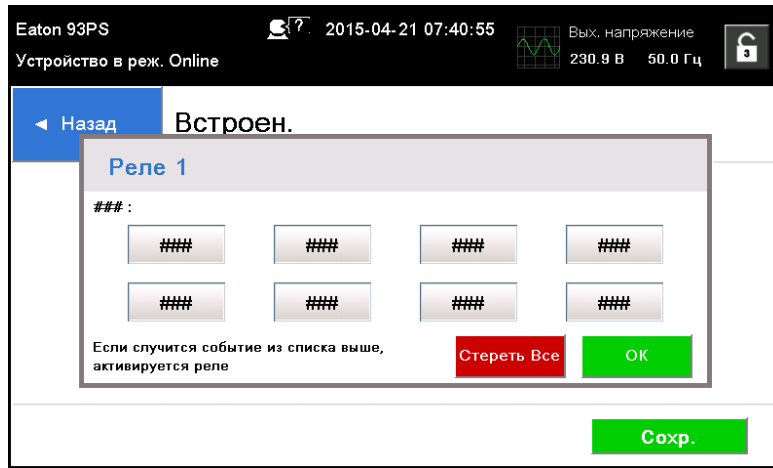 Eaton 93PS
2015-04-21 07:40:55
Вых. напряжение
Устройство в реж. Online
230.9 В 50.0 Гц
3
◄ Назад
Встроен.
Реле 1
### :
### ### ### ###
### ### ### ###
Если случится событие из списка выше,
активируется реле
Стереть Все
ОК
Сохр.